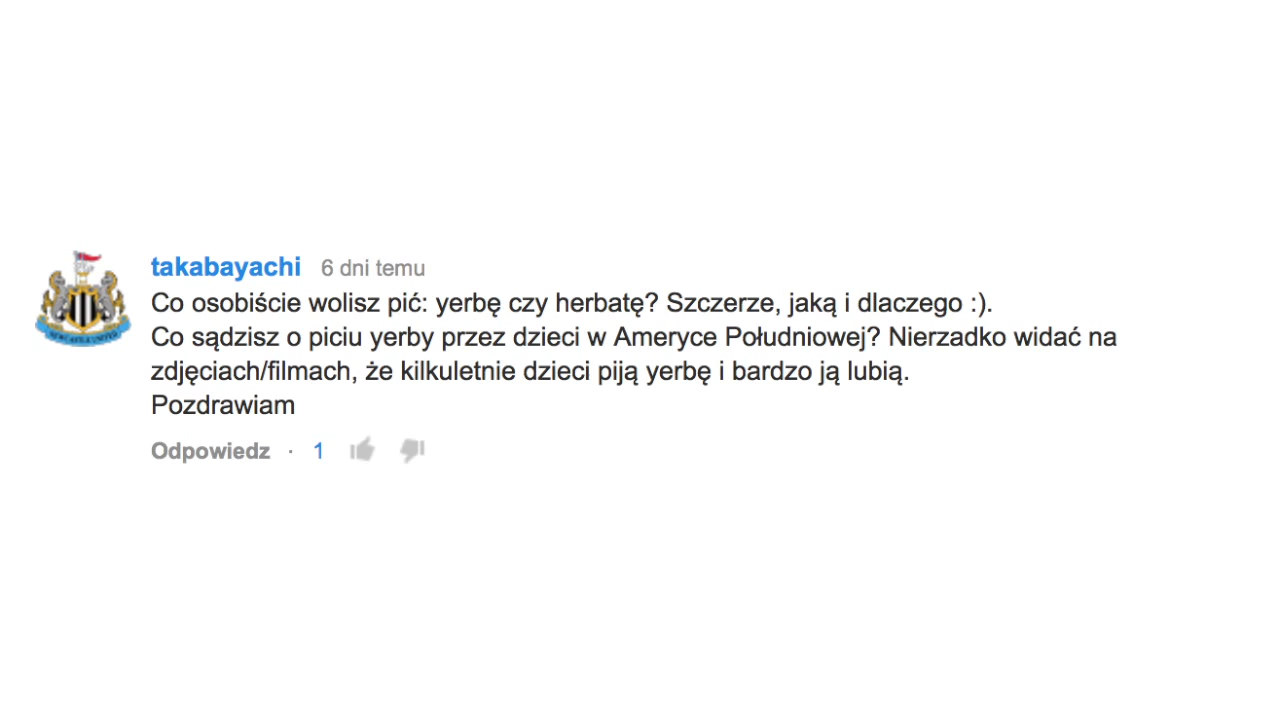 takabayachi 6 dni temu
Co osobiście wolisz pić: yerbę czy herbatę? Szczerze, jaką i dlaczego :).
Co sądzisz o piciu yerby przez dzieci w Ameryce Południowej? Nierzadko widać na
zdjęciach/filmach, że kilkuletnie dzieci piją yerbę i bardzo ją lubią.
Pozdrawiam
Odpowiedz · 1